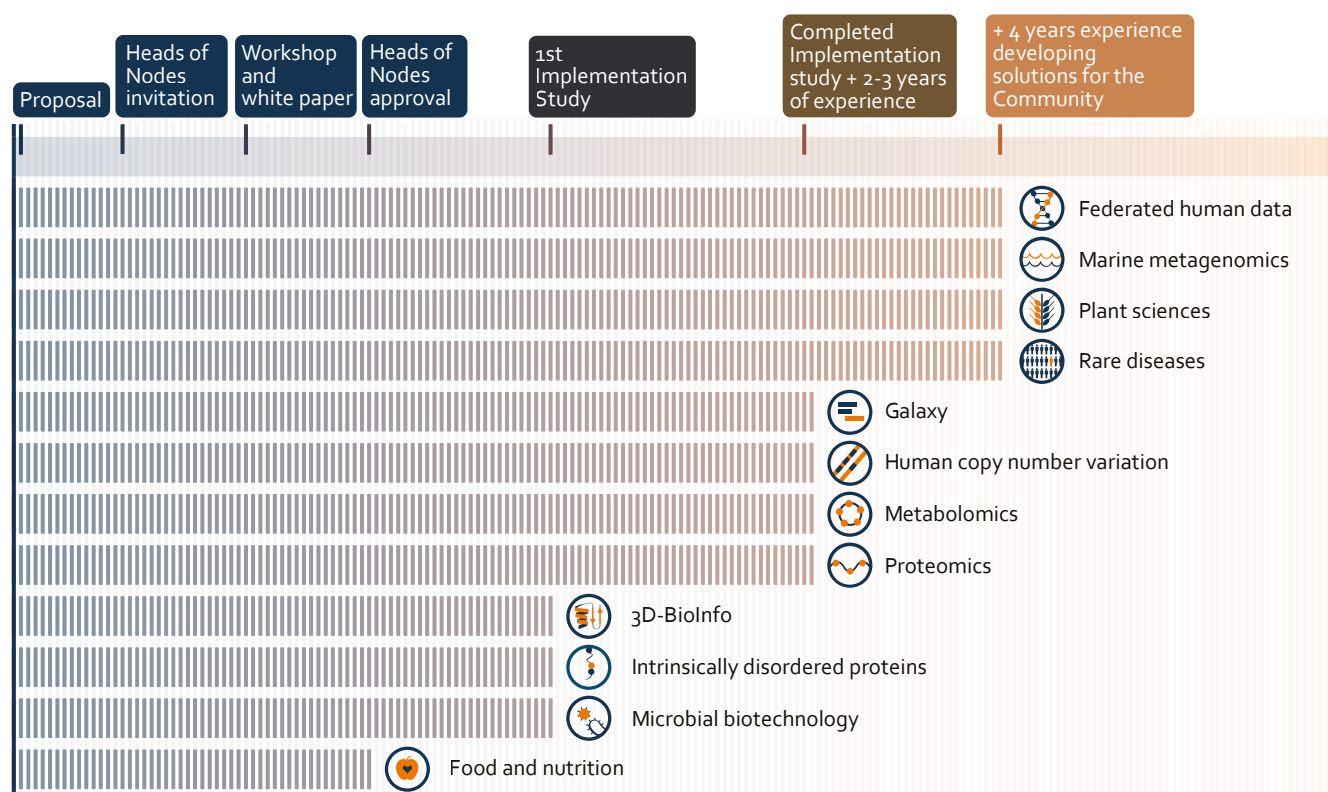 Proposal
Heads of
Nodes
invitation
Workshop
and
white paper
Heads of
Nodes
approval
1st
Implementation
Study
Completed
Implementation
study + 2-3 years
of experience
+ 4 years experience
developing
solutions for the
Community
Federated human data
Marine metagenomics
Plant sciences
Rare diseases
Galaxy
Human copy number variation
Metabolomics
Proteomics
3D-BioInfo
Intrinsically disordered proteins
Microbial biotechnology
Food and nutrition